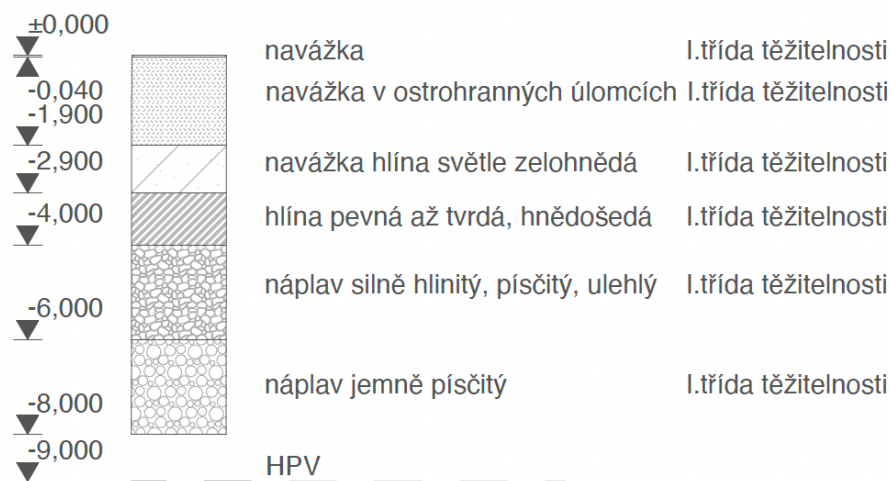 ±0,000
navážka I.třída těžitelnosti
-0,040 navážka v ostrohranných úlomcích I.třída těžitelnosti
-1,900
-2,900 navážka hlína světle zelohnědá I.třída těžitelnosti
-4,000 hlína pevná až tvrdá, hnědošedá I.třída těžitelnosti
náplav silně hlinitý, písčitý, ulehlý I.třída těžitelnosti
-6,000
náplav jemně písčitý I.třída těžitelnosti
-8,000
-9,000
HPV